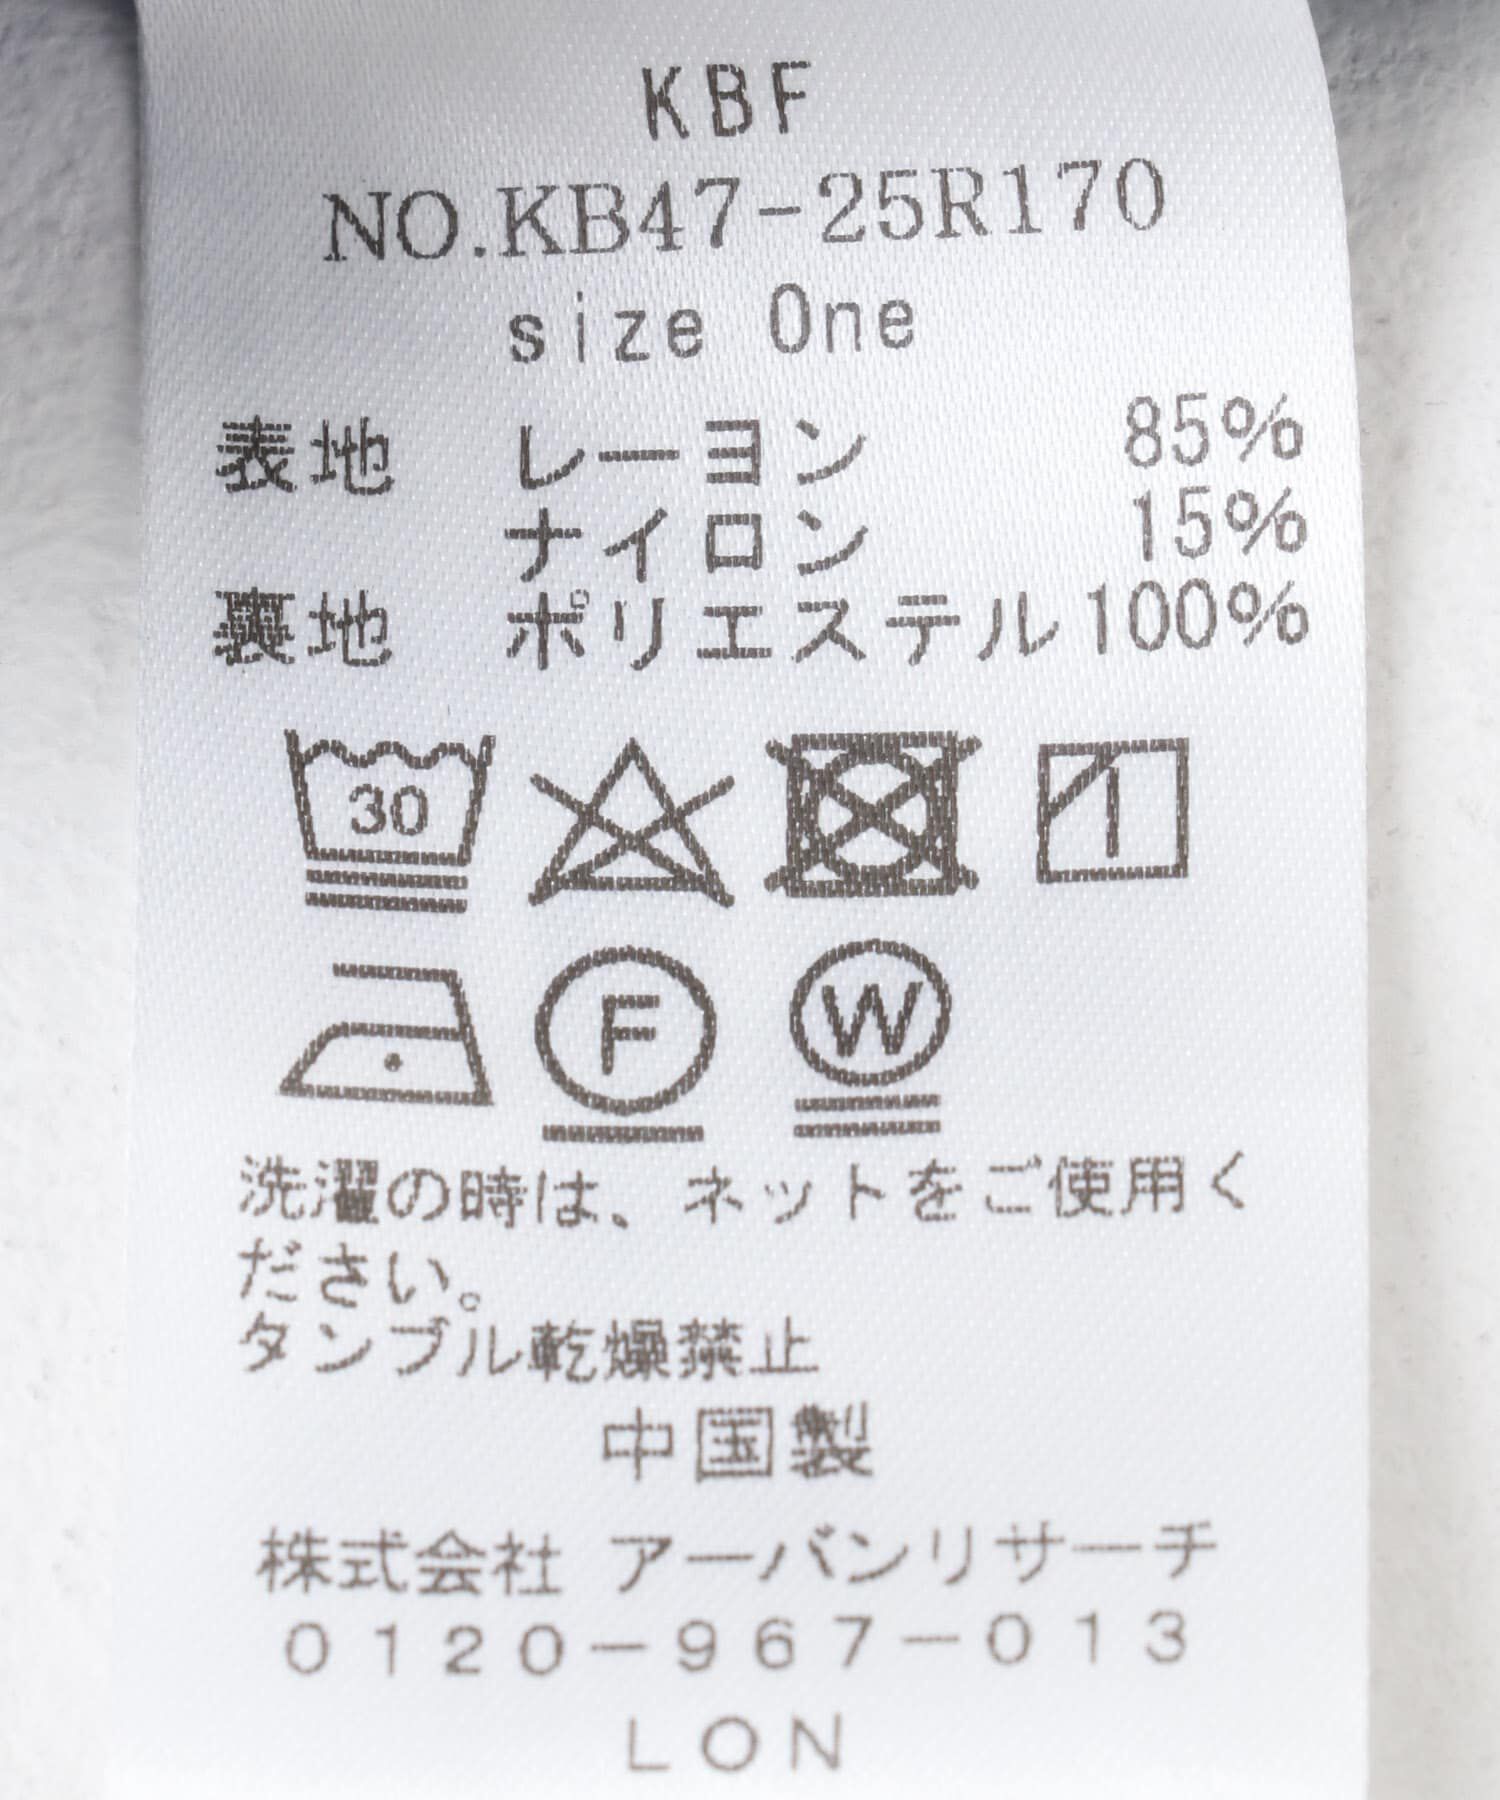 KBF
NO.KB47-25R170
size One
表地 レーヨン 85%
ナイロン 15%
裏地 ポリエステル100%
30
F W
洗濯の時は、ネットをご使用く
ださい。
タンブル乾燥禁止
中国製
株式会社 アーバンリサーチ
0120-967-013
LON